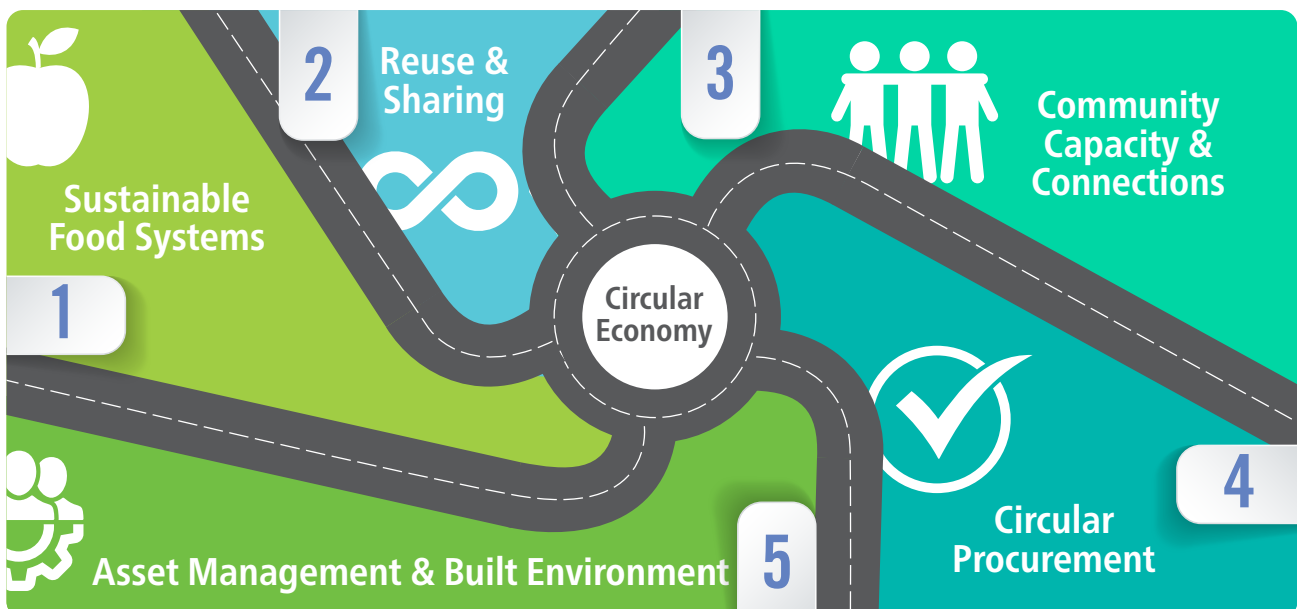 1
Sustainable
Food Systems
2
Reuse &
Sharing
3
Community
Capacity &
Connections
Circular
Economy
4
Circular
Procurement
5
Asset Management & Built Environment